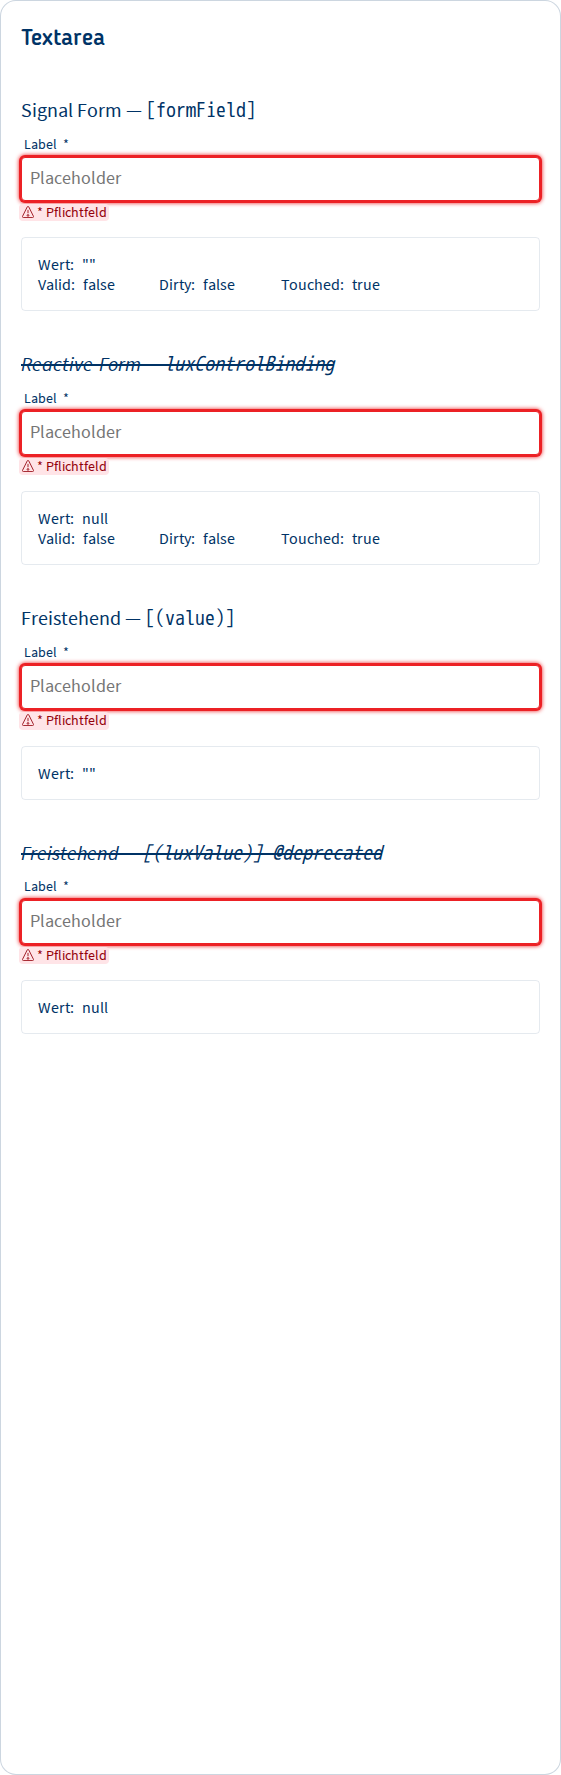 Textarea
Signal Form — [formField]
Label *
Placeholder
* Pflichtfeld
Wert: ""
Valid: false Dirty: false Touched: true
Reactive Form — luxControlBinding
Label *
Placeholder
* Pflichtfeld
Wert: null
Valid: false Dirty: false Touched: true
Freistehend — [(value)]
Label *
Placeholder
* Pflichtfeld
Wert: ""
Freistehend — [(luxValue)] @deprecated
Label *
Placeholder
* Pflichtfeld
Wert: null